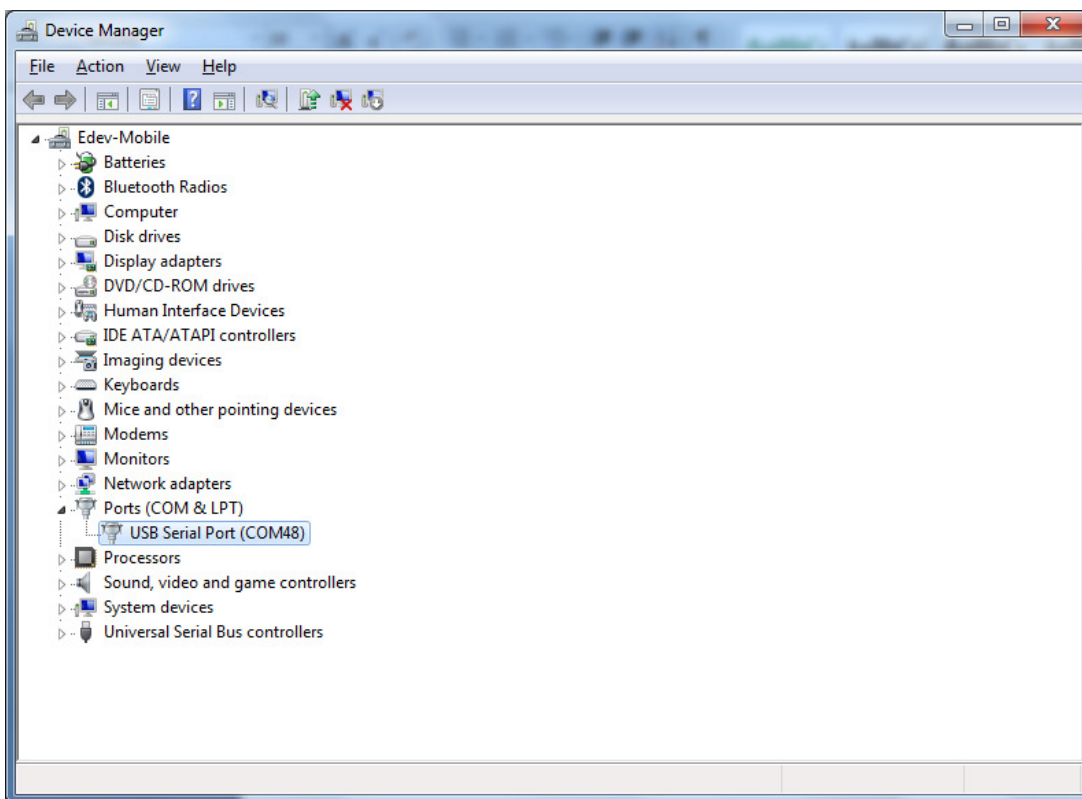 Device Manager
File Action View Help
Edev-Mobile
Batteries
Bluetooth Radios
Computer
Disk drives
Display adapters
DVD/CD-ROM drives
Human Interface Devices
IDE ATA/ATAPI controllers
Imaging devices
Keyboards
Mice and other pointing devices
Modems
Monitors
Network adapters
Ports (COM & LPT)
USB Serial Port (COM48)
Processors
Sound, video and game controllers
System devices
Universal Serial Bus controllers